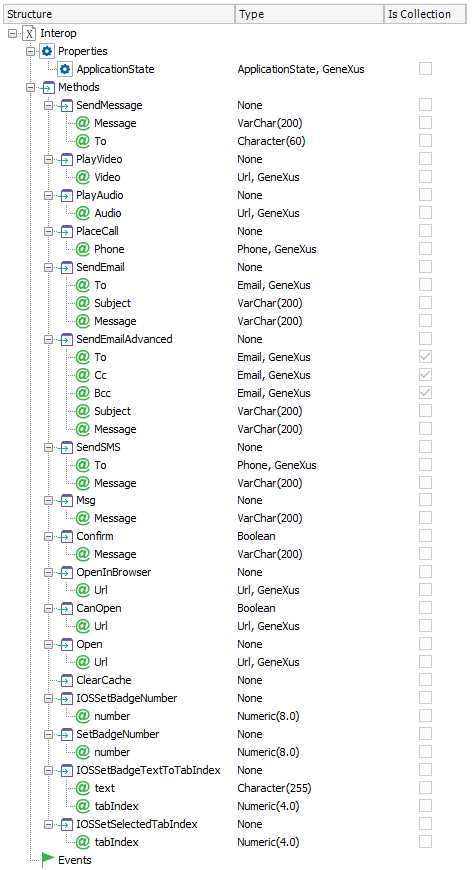 Structure Type Is Collection
Interop
Properties
ApplicationState ApplicationState, GeneXus
Methods
SendMessage None
Message VarChar(200)
To Character(60)
PlayVideo None
Video Url, GeneXus
PlayAudio None
Audio Url, GeneXus
PlaceCall None
Phone Phone, GeneXus
SendEmail None
To Email, GeneXus
Subject VarChar(200)
Message VarChar(200)
SendEmailAdvanced None
To Email, GeneXus
Cc Email, GeneXus
Bcc Email, GeneXus
Subject VarChar(200)
Message VarChar(200)
SendSMS None
To Phone, GeneXus
Message VarChar(200)
Msg None
Message VarChar(200)
Confirm Boolean
Message VarChar(200)
OpenInBrowser None
Url Url, GeneXus
CanOpen Boolean
Url Url, GeneXus
Open None
Url Url, GeneXus
ClearCache None
IOSSetBadgeNumber None
number Numeric(8.0)
SetBadgeNumber None
number Numeric(8.0)
IOSSetBadgeTextToTabIndex None
text Character(255)
tabIndex Numeric(4.0)
IOSSetSelectedTabIndex None
tabIndex Numeric(4.0)
Events